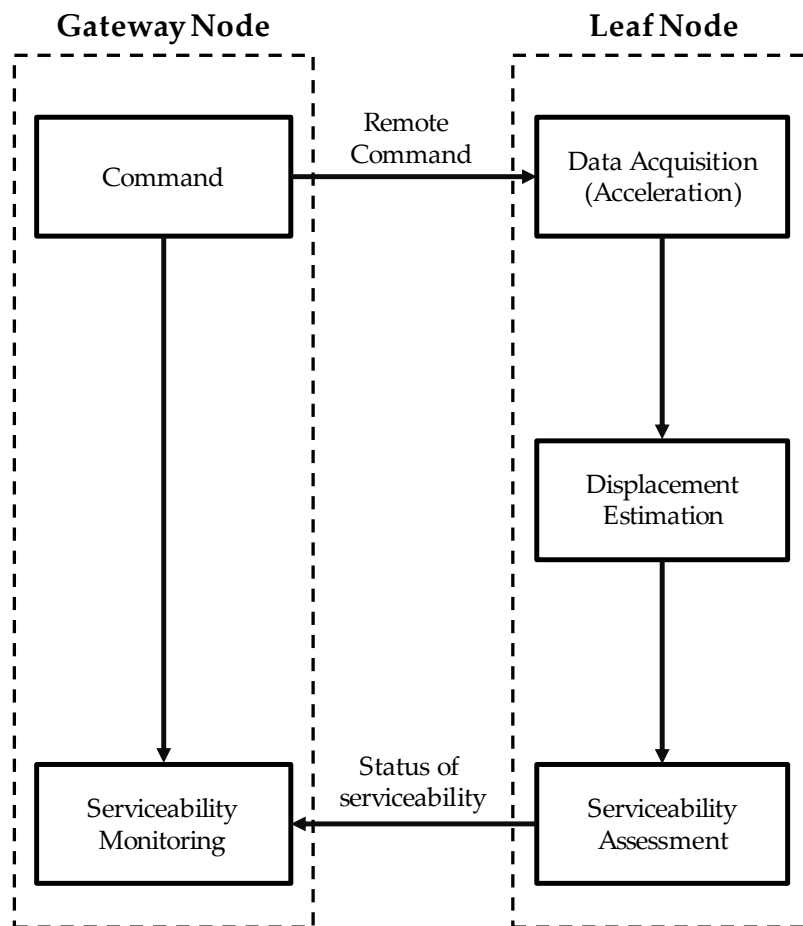 Gateway Node
Leaf Node
Command
Remote
Command
Data Acquisition
(Acceleration)
Displacement
Estimation
Serviceability
Monitoring
Status of
serviceability
Serviceability
Assessment